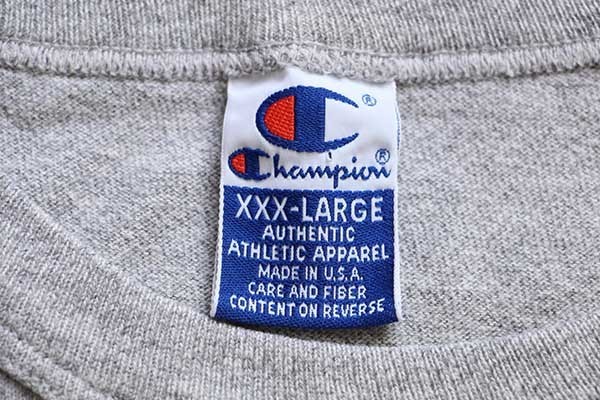 ®
Champion®
XXX-LARGE
AUTHENTIC
ATHLETIC APPAREL
MADE IN U.S.A.
CARE AND FIBER
CONTENT ON REVERSE